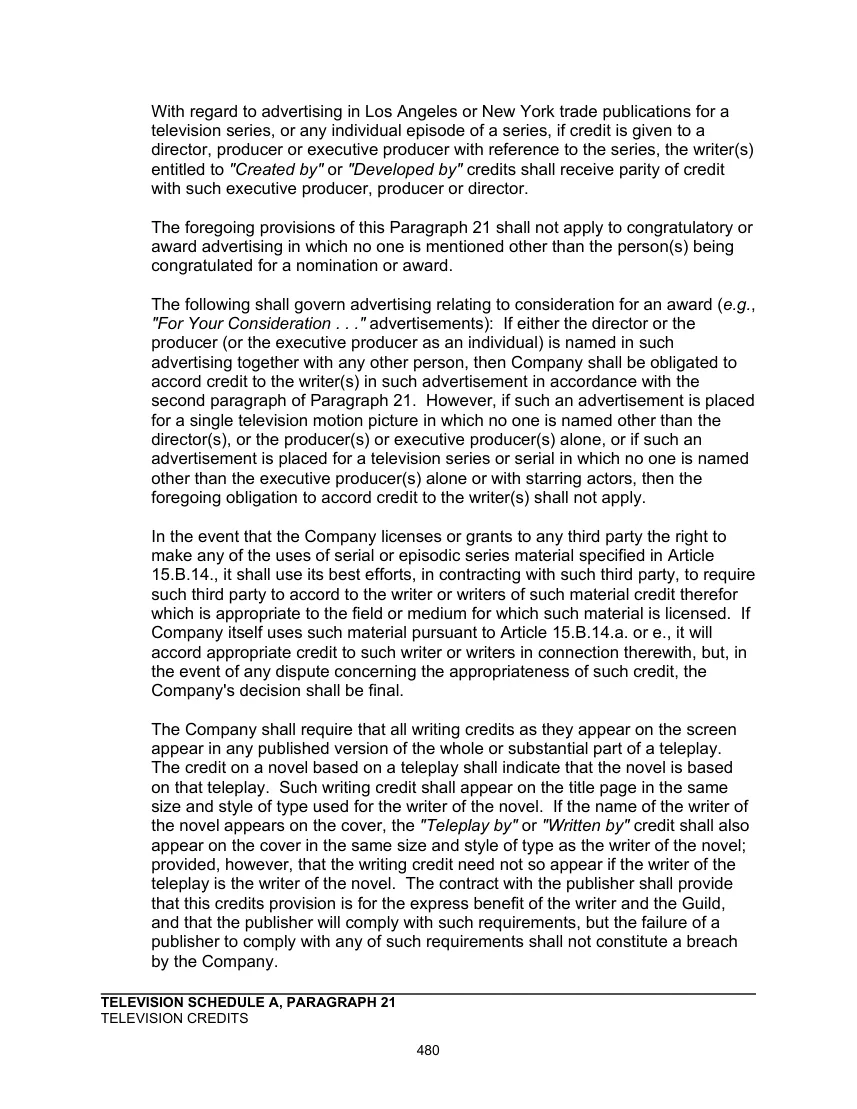 With regard to advertising in Los Angeles or New York trade publications for a
television series, or any individual episode of a series, if credit is given to a
director, producer or executive producer with reference to the series, the writer(s)
entitled to "Created by" or "Developed by" credits shall receive parity of credit
with such executive producer, producer or director.
The foregoing provisions of this Paragraph 21 shall not apply to congratulatory or
award advertising in which no one is mentioned other than the person(s) being
congratulated for a nomination or award.
The following shall govern advertising relating to consideration for an award (e.g.,
"For Your Consideration . . ." advertisements):  If either the director or the
producer (or the executive producer as an individual) is named in such
advertising together with any other person, then Company shall be obligated to
accord credit to the writer(s) in such advertisement in accordance with the
second paragraph of Paragraph 21.  However, if such an advertisement is placed
for a single television motion picture in which no one is named other than the
director(s), or the producer(s) or executive producer(s) alone, or if such an
advertisement is placed for a television series or serial in which no one is named
other than the executive producer(s) alone or with starring actors, then the
foregoing obligation to accord credit to the writer(s) shall not apply.
In the event that the Company licenses or grants to any third party the right to
make any of the uses of serial or episodic series material specified in Article
15.B.14., it shall use its best efforts, in contracting with such third party, to require
such third party to accord to the writer or writers of such material credit therefor
which is appropriate to the field or medium for which such material is licensed.  If
Company itself uses such material pursuant to Article 15.B.14.a. or e., it will
accord appropriate credit to such writer or writers in connection therewith, but, in
the event of any dispute concerning the appropriateness of such credit, the
Company's decision shall be final.
The Company shall require that all writing credits as they appear on the screen
appear in any published version of the whole or substantial part of a teleplay.
The credit on a novel based on a teleplay shall indicate that the novel is based
on that teleplay.  Such writing credit shall appear on the title page in the same
size and style of type used for the writer of the novel.  If the name of the writer of
the novel appears on the cover, the "Teleplay by" or "Written by" credit shall also
appear on the cover in the same size and style of type as the writer of the novel;
provided, however, that the writing credit need not so appear if the writer of the
teleplay is the writer of the novel.  The contract with the publisher shall provide
that this credits provision is for the express benefit of the writer and the Guild,
and that the publisher will comply with such requirements, but the failure of a
publisher to comply with any of such requirements shall not constitute a breach
by the Company.
TELEVISION SCHEDULE A, PARAGRAPH 21
TELEVISION CREDITS
480